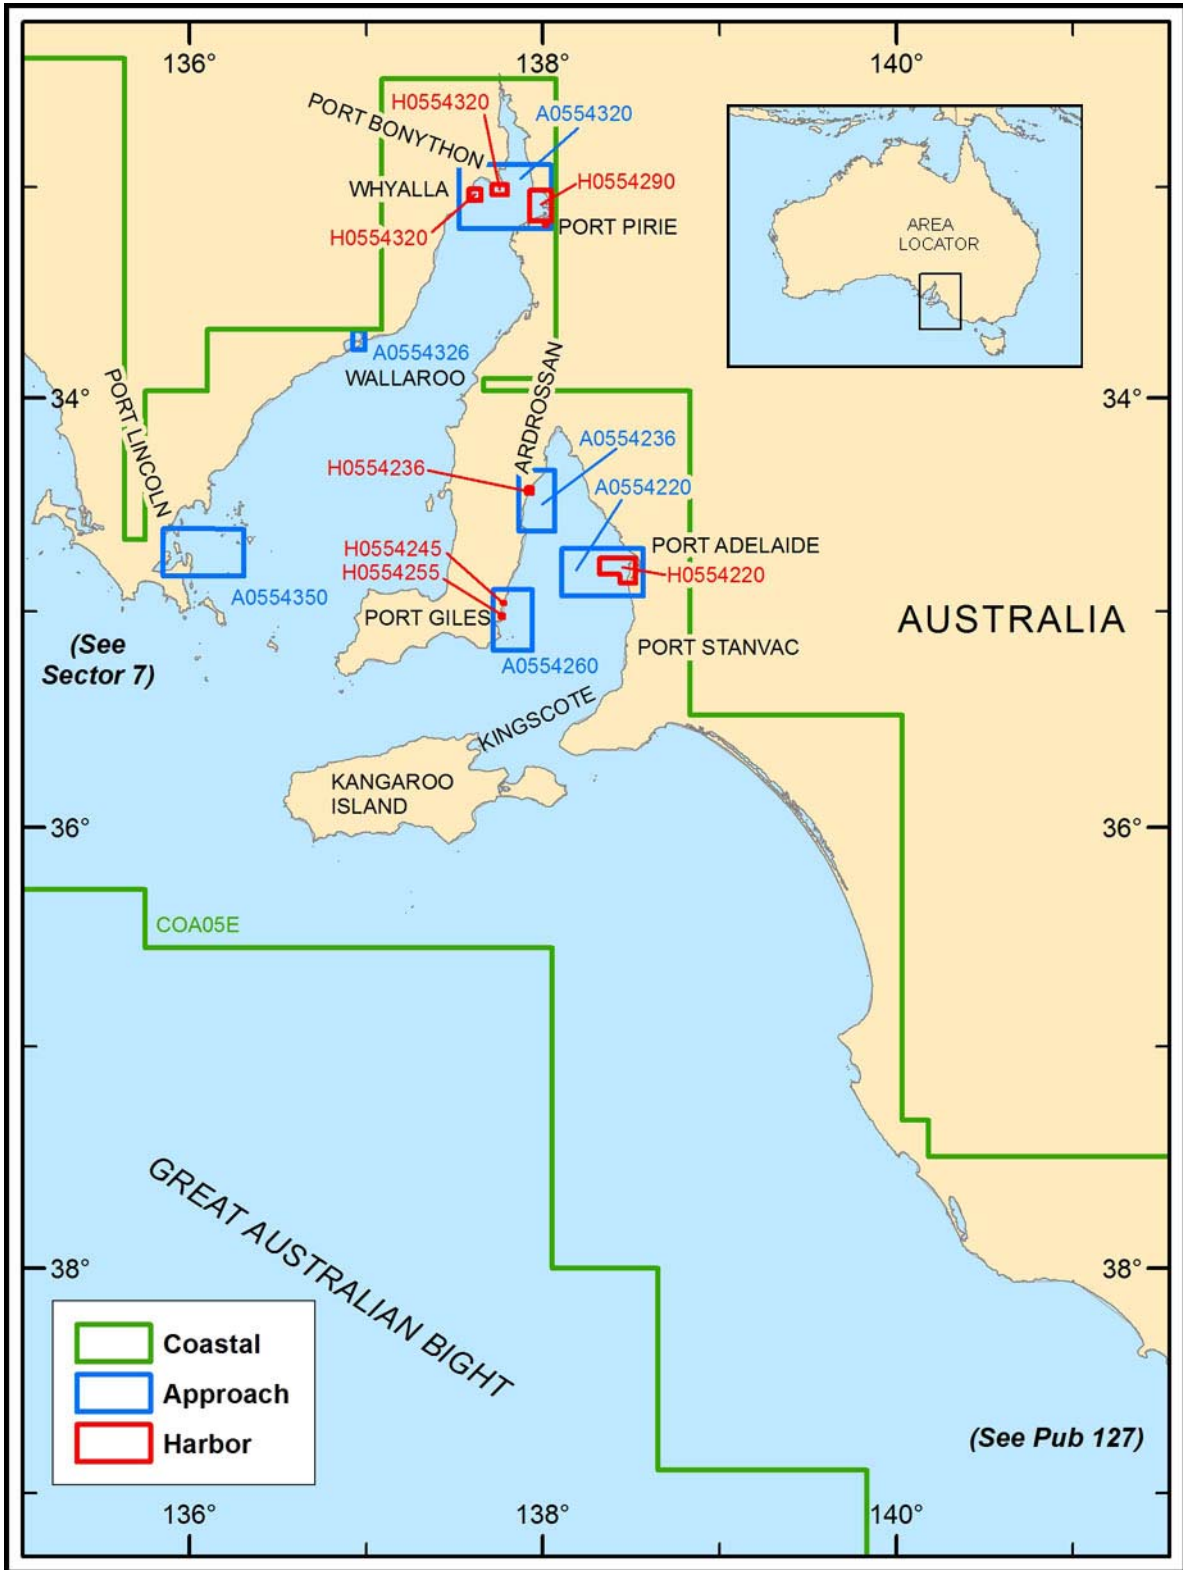 136°
138°
140°
H0554320
A0554320
PORT BONYTHON
WHYALLA
H0554290
H0554320
PORT PIRIE
AREA
LOCATOR
A0554326
WALLAROO
34°
34°
PORT LINCOLN
ARDROSSAN
A0554236
H0554236
A0554220
PORT ADELAIDE
H0554245
H0554255
H0554220
A0554350
PORT GILES
AUSTRALIA
PORT STANVAC
(See
Sector 7)
A0554260
KINGSCOTE
KANGAROO
ISLAND
36°
36°
COA05E
GREAT AUSTRALIAN BIGHT
38°
38°
Coastal
Approach
Harbor
(See Pub 127)
136°
138°
140°